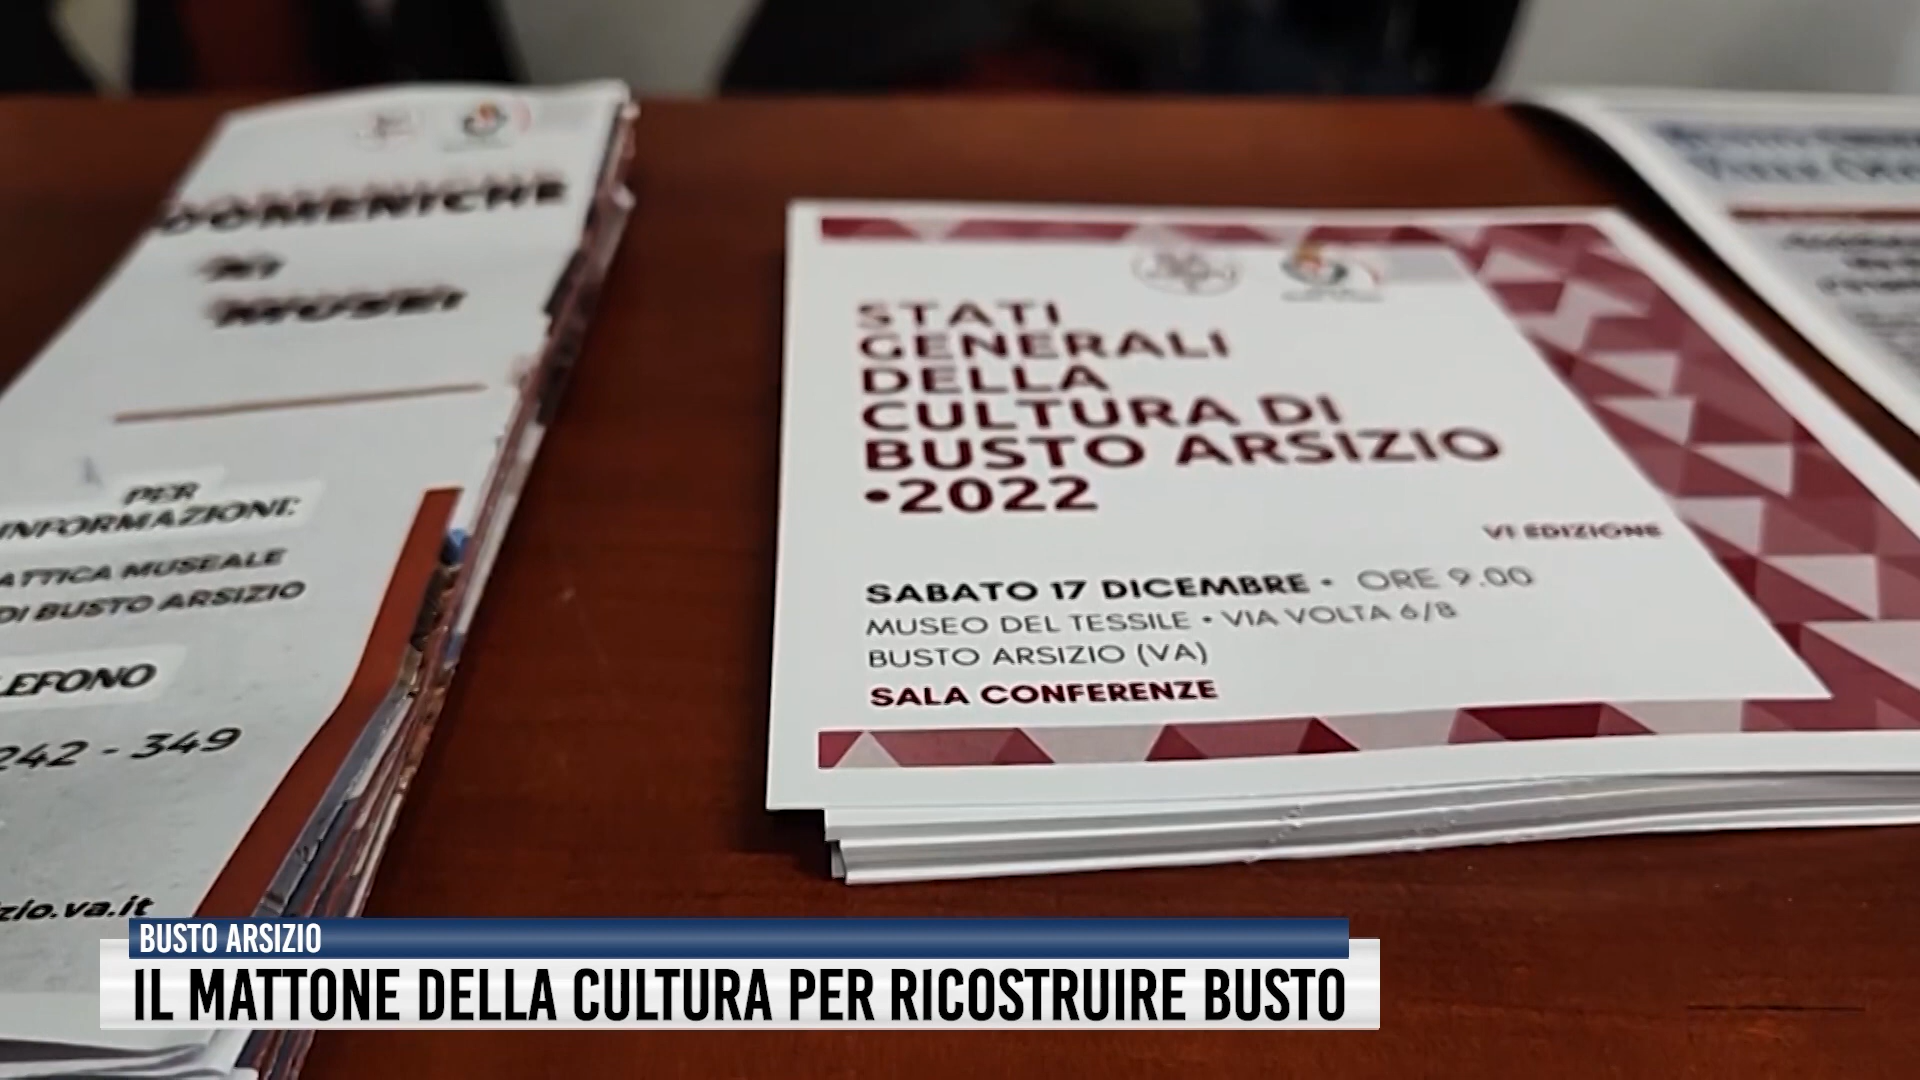 DOMENICHE
AI
MUSEI
PER
INFORMAZIONI:
ATTICA MUSEALE
DI BUSTO ARSIZIO
LEFONO
242 - 349
zio.va.it
STATI
GENERALI
DELLA
CULTURA DI
BUSTO ARSIZIO
•2022
VI EDIZIONE
SABATO 17 DICEMBRE • ORE 9.00
MUSEO DEL TESSILE • VIA VOLTA 6/8
BUSTO ARSIZIO (VA)
SALA CONFERENZE
BUSTO ARSIZIO
IL MATTONE DELLA CULTURA PER RICOSTRUIRE BUSTO